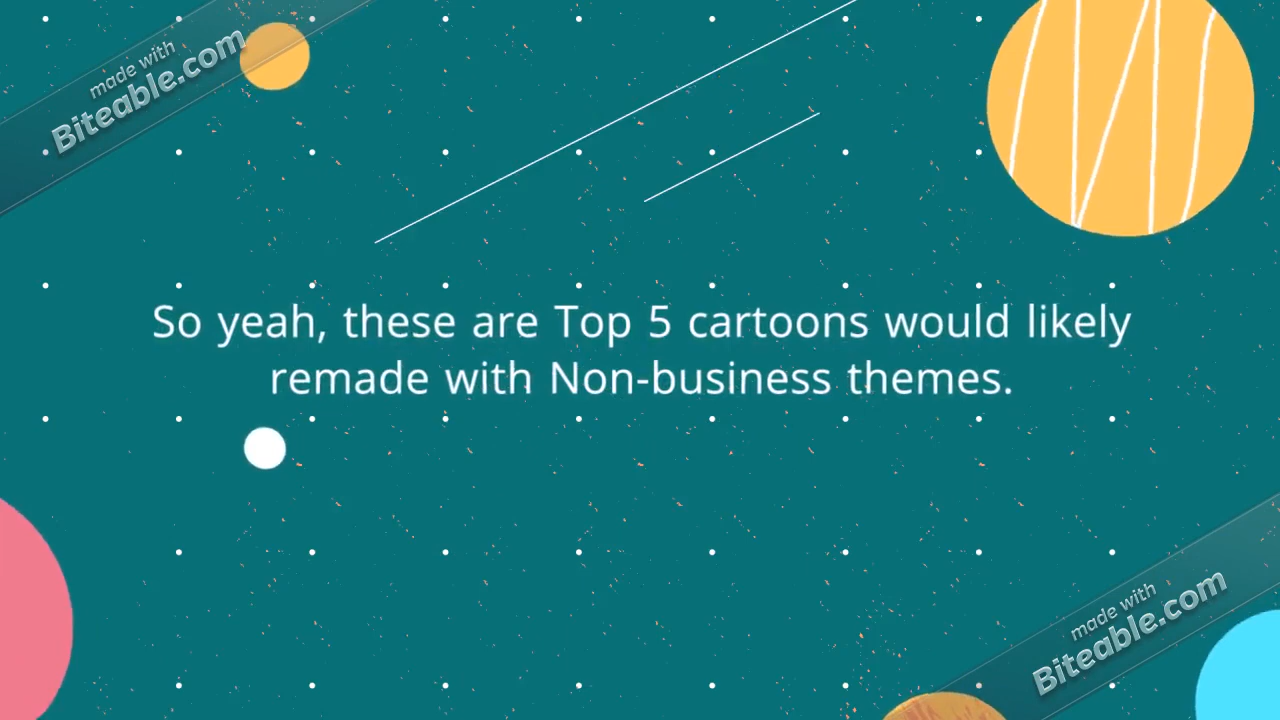 made with
Biteable.com
So yeah, these are Top 5 cartoons would likely
remade with Non-business themes.
made with
Biteable.com